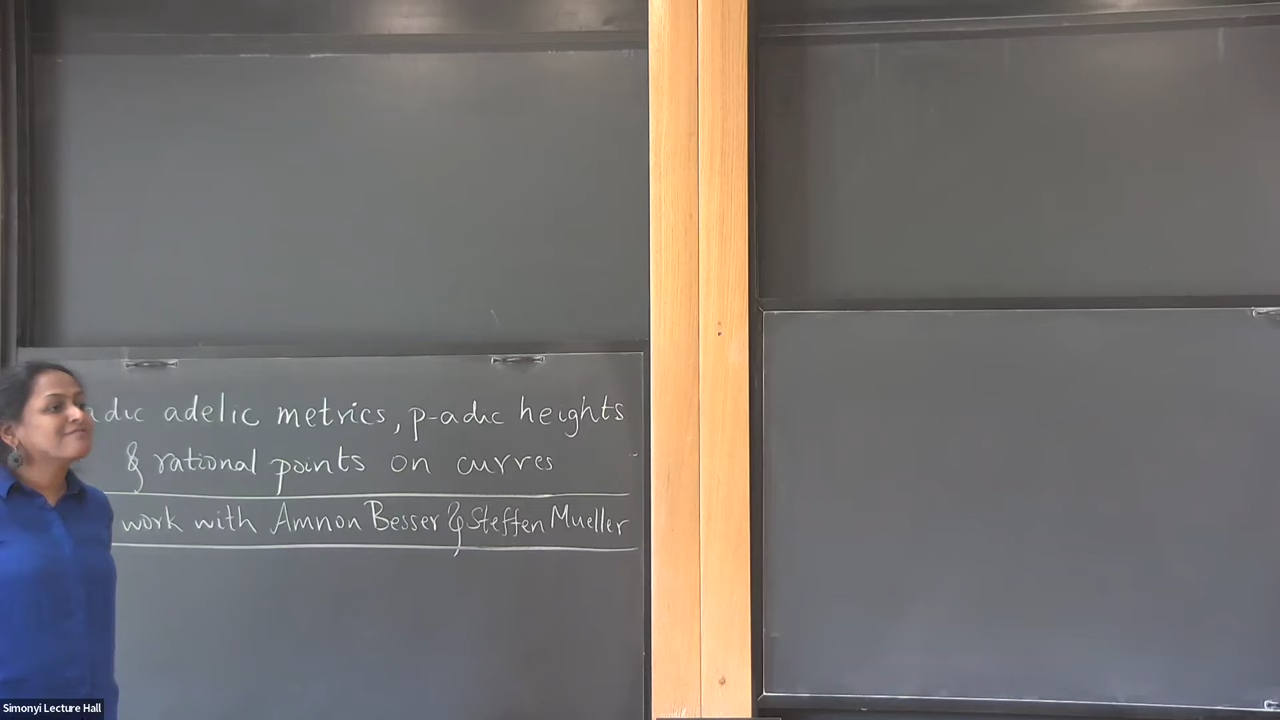 adic adelic metrics, p-adic heights
& rational points on curves
work with Amnon Besser & Steffen Mueller
Simonyi Lecture Hall